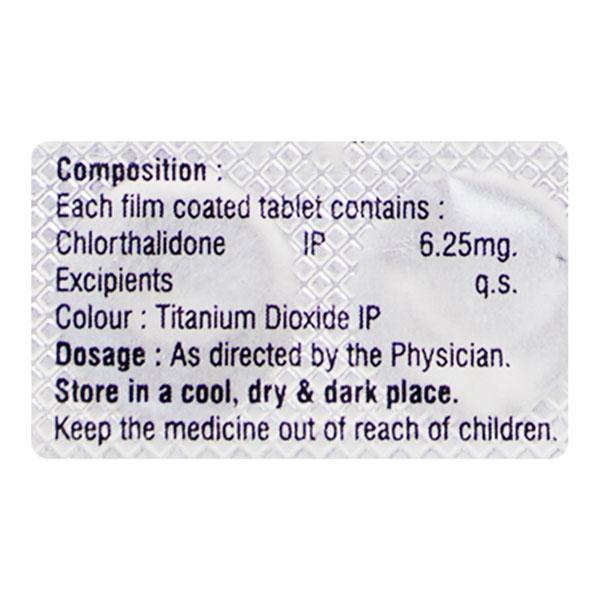 Composition :
Each film coated tablet contains :
Chlorthalidone IP 6.25mg.
Excipients q.s.
Colour : Titanium Dioxide IP
Dosage : As directed by the Physician.
Store in a cool, dry & dark place.
Keep the medicine out of reach of children.